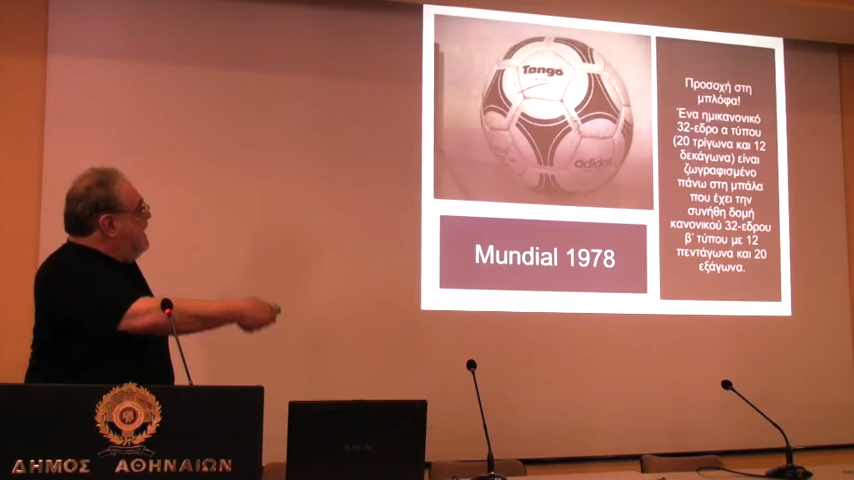 Tango
adidas
Mundial 1978
Προσοχή στη
μπλόφα!
Ένα ημικανονικό
32-εδρο α τύπου
(20 τρίγωνα και 12
δεκάγωνα) είναι
ζωγραφισμένο
πάνω στη μπάλα
που έχει την
συνήθη δομή
κανονικού 32-εδρου
β΄ τύπου με 12
πεντάγωνα και 20
εξάγωνα.
ΔΗΜΟΣ ΑΘΗΝΑΙΩΝ